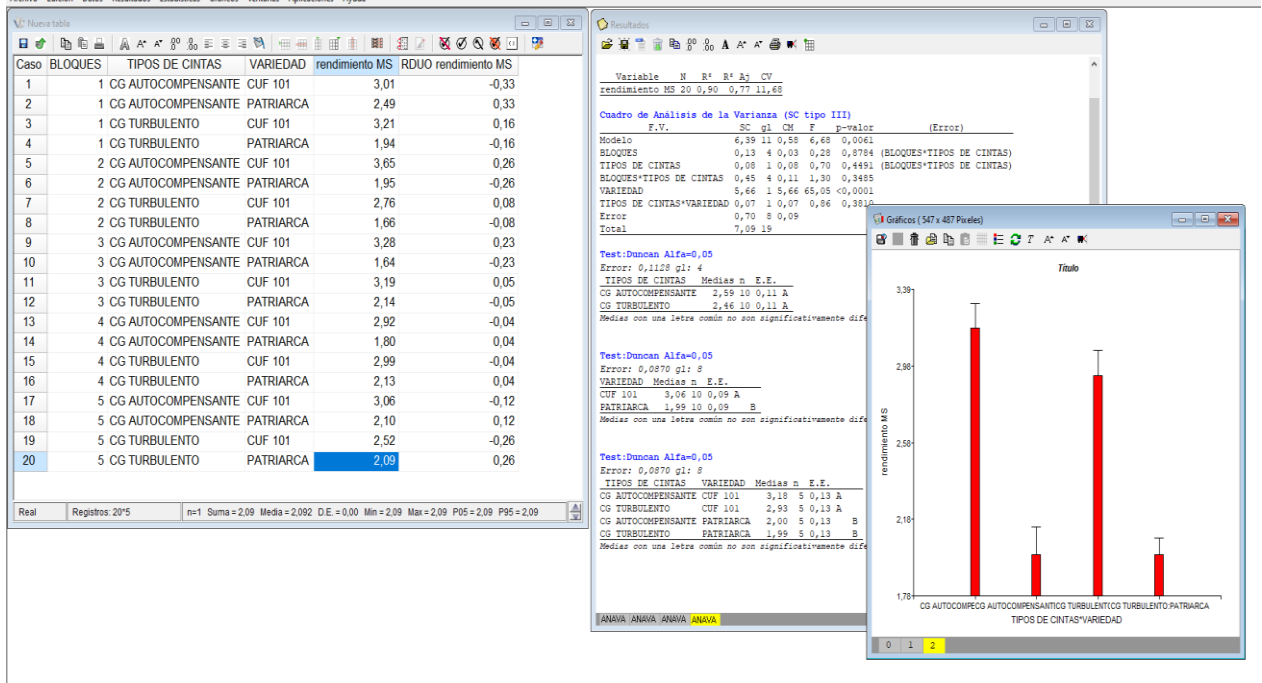 Archivo Edición Datos Resultados Estadísticas Gráficos Ventanas Aplicaciones Ayuda
Nueva tabla
Caso BLOQUES TIPOS DE CINTAS VARIEDAD rendimiento MS RDUO rendimiento MS
1 1 CG AUTOCOMPENSANTE CUF 101 3,01 -0,33
2 1 CG AUTOCOMPENSANTE PATRIARCA 2,49 0,33
3 1 CG TURBULENTO CUF 101 3,21 0,16
4 1 CG TURBULENTO PATRIARCA 1,94 -0,16
5 2 CG AUTOCOMPENSANTE CUF 101 3,65 0,26
6 2 CG AUTOCOMPENSANTE PATRIARCA 1,95 -0,26
7 2 CG TURBULENTO CUF 101 2,76 0,08
8 2 CG TURBULENTO PATRIARCA 1,66 -0,08
9 3 CG AUTOCOMPENSANTE CUF 101 3,28 0,23
10 3 CG AUTOCOMPENSANTE PATRIARCA 1,64 -0,23
11 3 CG TURBULENTO CUF 101 3,19 0,05
12 3 CG TURBULENTO PATRIARCA 2,14 -0,05
13 4 CG AUTOCOMPENSANTE CUF 101 2,92 -0,04
14 4 CG AUTOCOMPENSANTE PATRIARCA 1,80 0,04
15 4 CG TURBULENTO CUF 101 2,99 -0,04
16 4 CG TURBULENTO PATRIARCA 2,13 0,04
17 5 CG AUTOCOMPENSANTE CUF 101 3,06 -0,12
18 5 CG AUTOCOMPENSANTE PATRIARCA 2,10 0,12
19 5 CG TURBULENTO CUF 101 2,52 -0,26
20 5 CG TURBULENTO PATRIARCA 2,09 0,26
Real Registros: 20*5 n=1 Suma = 2,09 Media = 2,092 D.E. = 0,00 Min = 2,09 Max = 2,09 P05 = 2,09 P95 = 2,09
Resultados
Variable N R² R² Aj CV
rendimiento MS 20 0,90 0,77 11,68
Cuadro de Análisis de la Varianza (SC tipo III)
F.V. SC gl CM F p-valor (Error)
Modelo 6,39 11 0,58 6,68 0,0061
BLOQUES 0,13 4 0,03 0,28 0,8784 (BLOQUES*TIPOS DE CINTAS)
TIPOS DE CINTAS 0,08 1 0,08 0,70 0,4491 (BLOQUES*TIPOS DE CINTAS)
BLOQUES*TIPOS DE CINTAS 0,45 4 0,11 1,30 0,3485
VARIEDAD 5,66 1 5,66 65,05 <0,0001
TIPOS DE CINTAS*VARIEDAD 0,07 1 0,07 0,86 0,3810
Error 0,70 8 0,09
Total 7,09 19
Test:Duncan Alfa=0,05
Error: 0,1128 gl: 4
TIPOS DE CINTAS Medias n E.E.
CG AUTOCOMPENSANTE 2,59 10 0,11 A
CG TURBULENTO 2,46 10 0,11 A
Medias con una letra común no son significativamente dife
Test:Duncan Alfa=0,05
Error: 0,0870 gl: 8
VARIEDAD Medias n E.E.
CUF 101 3,06 10 0,09 A
PATRIARCA 1,99 10 0,09 B
Medias con una letra común no son significativamente dife
Test:Duncan Alfa=0,05
Error: 0,0870 gl: 8
TIPOS DE CINTAS VARIEDAD Medias n E.E.
CG AUTOCOMPENSANTE CUF 101 3,18 5 0,13 A
CG TURBULENTO CUF 101 2,93 5 0,13 A
CG AUTOCOMPENSANTE PATRIARCA 2,00 5 0,13 B
CG TURBULENTO PATRIARCA 1,99 5 0,13 B
Medias con una letra común no son significativamente dife
ANAVA ANAVA ANAVA ANAVA
Gráficos ( 547 x 487 Pixeles)
Título
3,39
2,98
2,58
2,18
1,78
rendimiento MS
CG AUTOCOMPECG AUTOCOMPENSANTICG TURBULENTCG TURBULENTO:PATRIARCA
TIPOS DE CINTAS*VARIEDAD
0 1 2